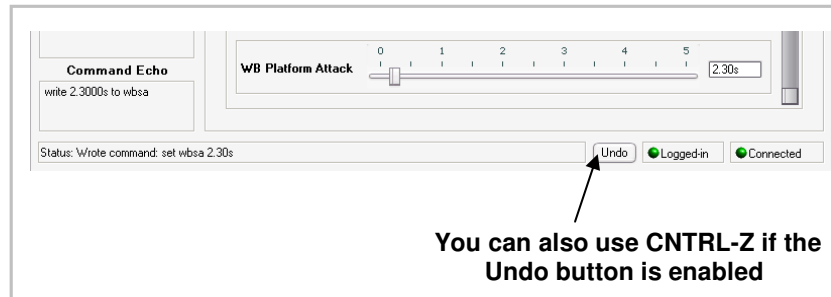 0 1 2 3 4 5
WB Platform Attack
2.30s
Command Echo
write 2.3000s to wbsa
Status: Wrote command: set wbsa 2.30s
Undo
Logged-in
Connected
You can also use CNTRL-Z if the
Undo button is enabled